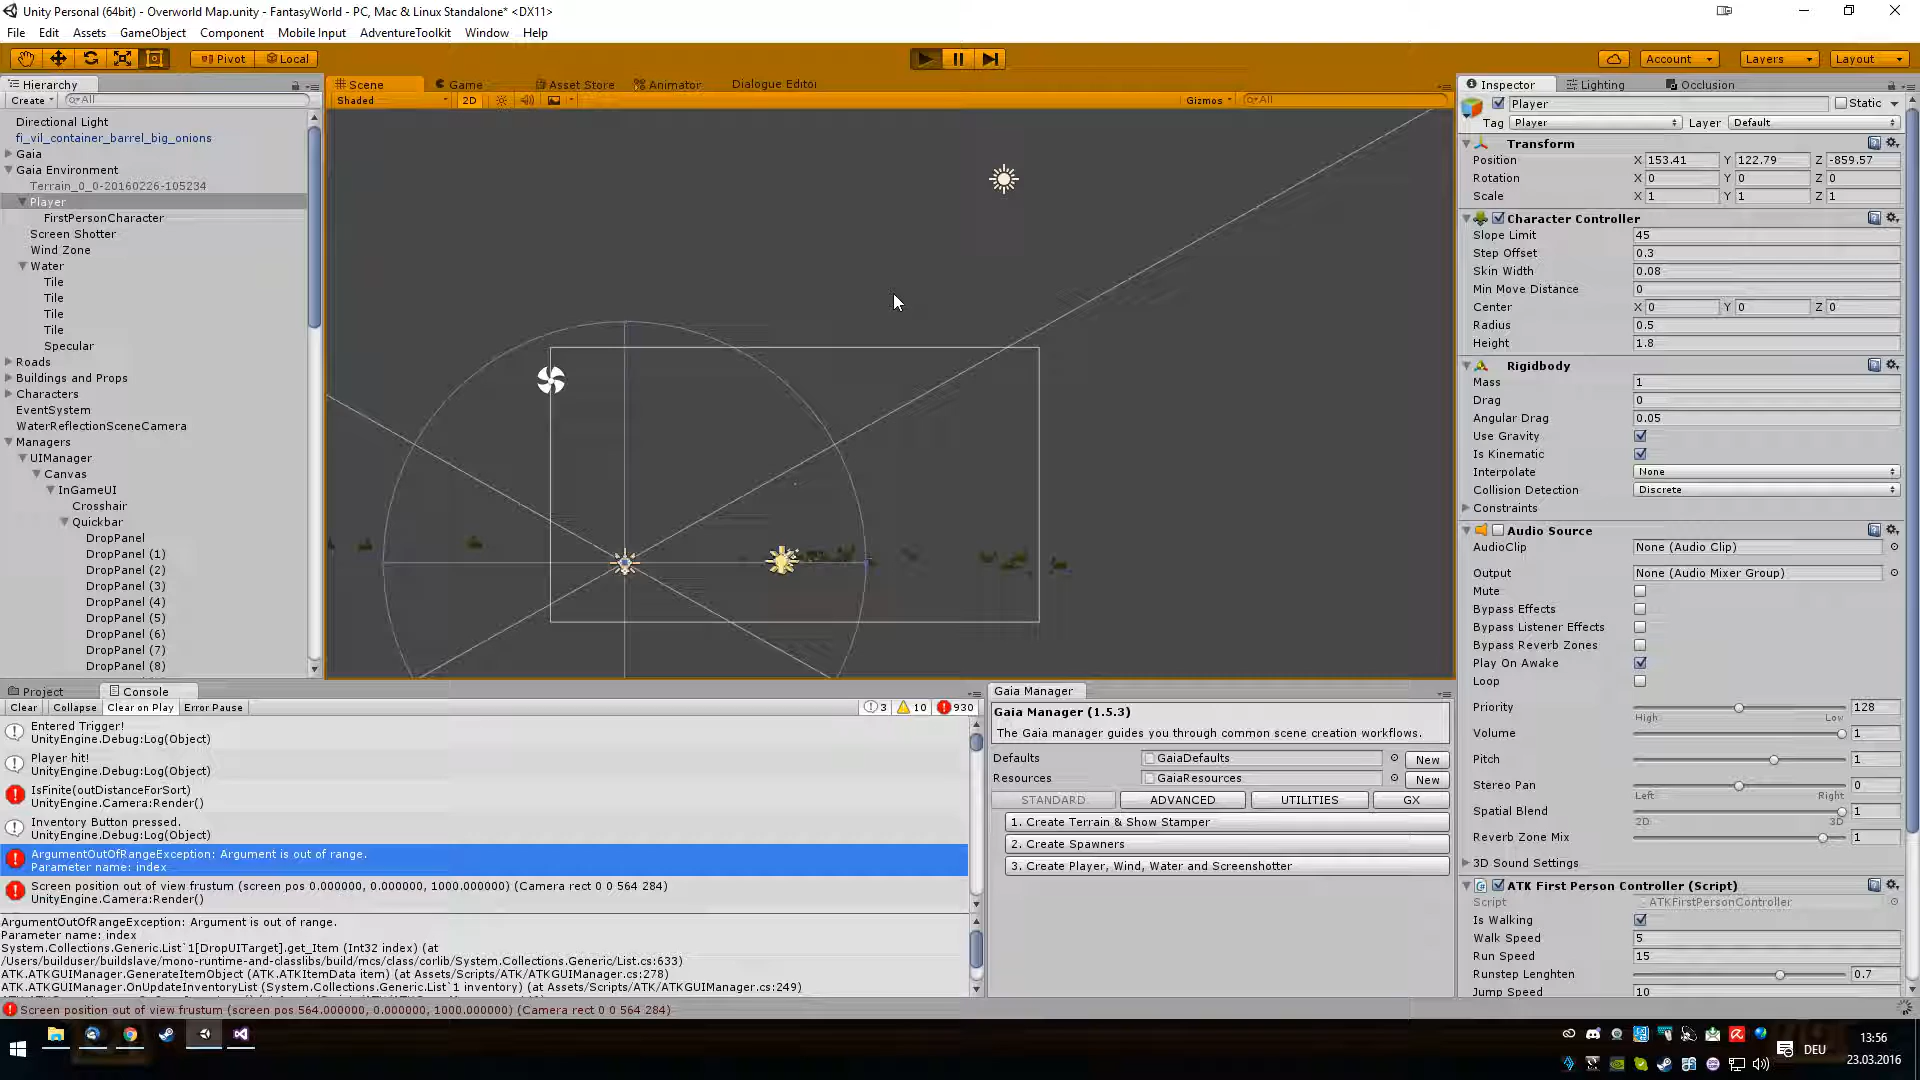 Unity Personal (64bit) - Overworld Map.unity - FantasyWorld - PC, Mac & Linux Standalone* <DX11>
File Edit Assets GameObject Component Mobile Input AdventureToolkit Window Help
Pivot Local Account Layers Layout
Hierarchy
Create All
Directional Light
fi_vil_container_barrel_big_onions
Gaia
Gaia Environment
Terrain_0_0-20160226-105234
Player
FirstPersonCharacter
Screen Shotter
Wind Zone
Water
Tile
Tile
Tile
Tile
Specular
Roads
Buildings and Props
Characters
EventSystem
WaterReflectionSceneCamera
Managers
UIManager
Canvas
InGameUI
Crosshair
Quickbar
DropPanel
DropPanel (1)
DropPanel (2)
DropPanel (3)
DropPanel (4)
DropPanel (5)
DropPanel (6)
DropPanel (7)
DropPanel (8)
Scene Game Asset Store Animator Dialogue Editor
Shaded 2D Gizmos All
Inspector Lighting Occlusion
Player Static
Tag Player Layer Default
Transform
Position X 153.41 Y 122.79 Z -859.57
Rotation X 0 Y 0 Z 0
Scale X 1 Y 1 Z 1
Character Controller
Slope Limit 45
Step Offset 0.3
Skin Width 0.08
Min Move Distance 0
Center X 0 Y 0 Z 0
Radius 0.5
Height 1.8
Rigidbody
Mass 1
Drag 0
Angular Drag 0.05
Use Gravity
Is Kinematic
Interpolate None
Collision Detection Discrete
Constraints
Audio Source
AudioClip None (Audio Clip)
Output None (Audio Mixer Group)
Mute
Bypass Effects
Bypass Listener Effects
Bypass Reverb Zones
Play On Awake
Loop
Priority 128
High Low
Volume 1
Pitch 1
Stereo Pan 0
Left Right
Spatial Blend 1
2D 3D
Reverb Zone Mix 1
3D Sound Settings
ATK First Person Controller (Script)
Script ATKFirstPersonController
Is Walking
Walk Speed 5
Run Speed 15
Runstep Lenghten 0.7
Jump Speed 10
Project Console
Clear Collapse Clear on Play Error Pause 3 10 930
Entered Trigger!
UnityEngine.Debug:Log(Object)
Player hit!
UnityEngine.Debug:Log(Object)
IsFinite(outDistanceForSort)
UnityEngine.Camera:Render()
Inventory Button pressed.
UnityEngine.Debug:Log(Object)
ArgumentOutOfRangeException: Argument is out of range.
Parameter name: index
Screen position out of view frustum (screen pos 0.000000, 0.000000, 1000.000000) (Camera rect 0 0 564 284)
UnityEngine.Camera:Render()
ArgumentOutOfRangeException: Argument is out of range.
Parameter name: index
System.Collections.Generic.List`1[DropUITarget].get_Item (Int32 index) (at
/Users/builduser/buildslave/mono-runtime-and-classlibs/build/mcs/class/corlib/System.Collections.Generic/List.cs:633)
ATK.ATKGUIManager.GenerateItemObject (ATK.ATKItemData item) (at Assets/Scripts/ATK/ATKGUIManager.cs:278)
ATK.ATKGUIManager.OnUpdateInventoryList (System.Collections.Generic.List`1 inventory) (at Assets/Scripts/ATK/ATKGUIManager.cs:249)
Screen position out of view frustum (screen pos 564.000000, 0.000000, 1000.000000) (Camera rect 0 0 564 284)
Gaia Manager
Gaia Manager (1.5.3)
The Gaia manager guides you through common scene creation workflows.
Defaults GaiaDefaults New
Resources GaiaResources New
STANDARD ADVANCED UTILITIES GX
1. Create Terrain & Show Stamper
2. Create Spawners
3. Create Player, Wind, Water and Screenshotter
DEU
13:56
23.03.2016